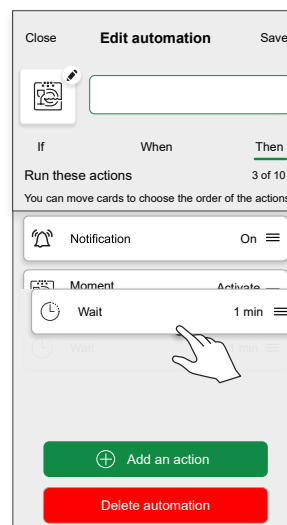 Close Edit automation Save
If When Then
Run these actions 3 of 10
You can move cards to choose the order of the actions
Notification On
Moment Activate
Wait 1 min
Wait 1 min
Add an action
Delete automation